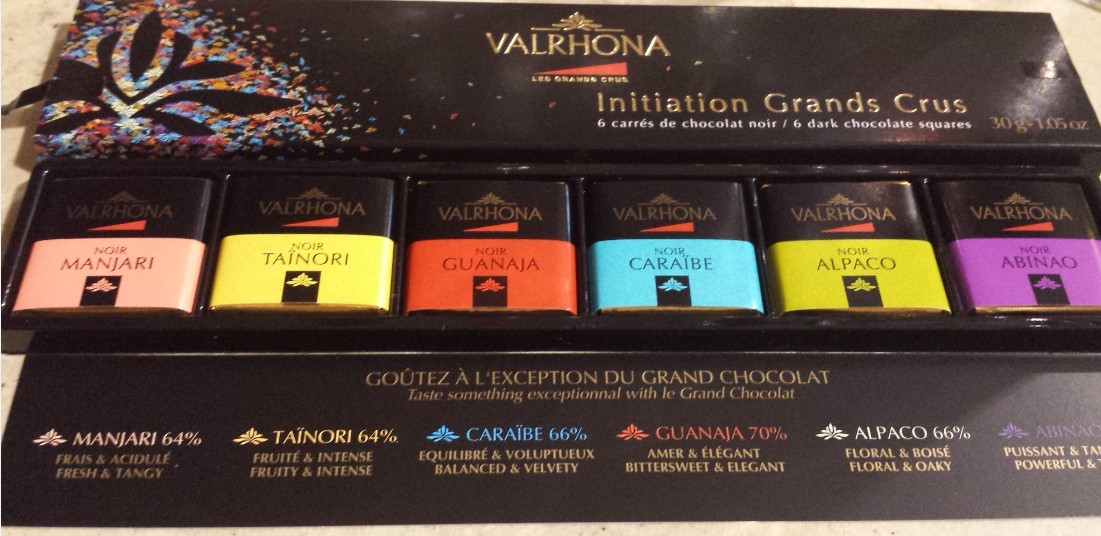 VALRHONA
LES GRANDS CRUS
Initiation Grands Crus
6 carrés de chocolat noir / 6 dark chocolate squares
30 g - 1.05 oz
VALRHONA
NOIR
MANJARI
VALRHONA
NOIR
TAÏNORI
VALRHONA
NOIR
GUANAJA
VALRHONA
NOIR
CARAÏBE
VALRHONA
NOIR
ALPACO
VALRHONA
NOIR
ABINAO
GOÛTEZ À L'EXCEPTION DU GRAND CHOCOLAT
Taste something exceptionnal with le Grand Chocolat
MANJARI 64%
FRAIS & ACIDULÉ
FRESH & TANGY
TAÏNORI 64%
FRUITÉ & INTENSE
FRUITY & INTENSE
CARAÏBE 66%
EQUILIBRÉ & VOLUPTUEUX
BALANCED & VELVETY
GUANAJA 70%
AMER & ÉLÉGANT
BITTERSWEET & ELEGANT
ALPACO 66%
FLORAL & BOISÉ
FLORAL & OAKY
PUISSANT &
POWERFUL &